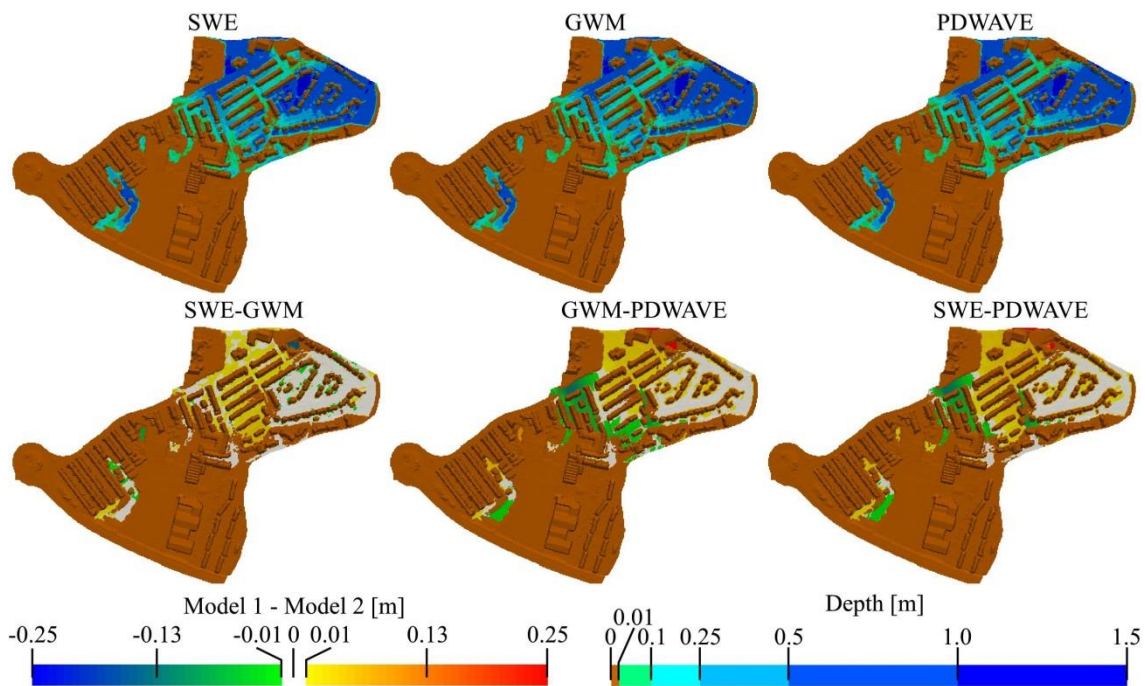 SWE GWM PDWAVE
SWE-GWM GWM-PDWAVE SWE-PDWAVE
Model 1 - Model 2 [m] Depth [m]
-0.25 -0.13 -0.01 0 0.01 0.13 0.25
0 0.01 0.1 0.25 0.5 1.0 1.5